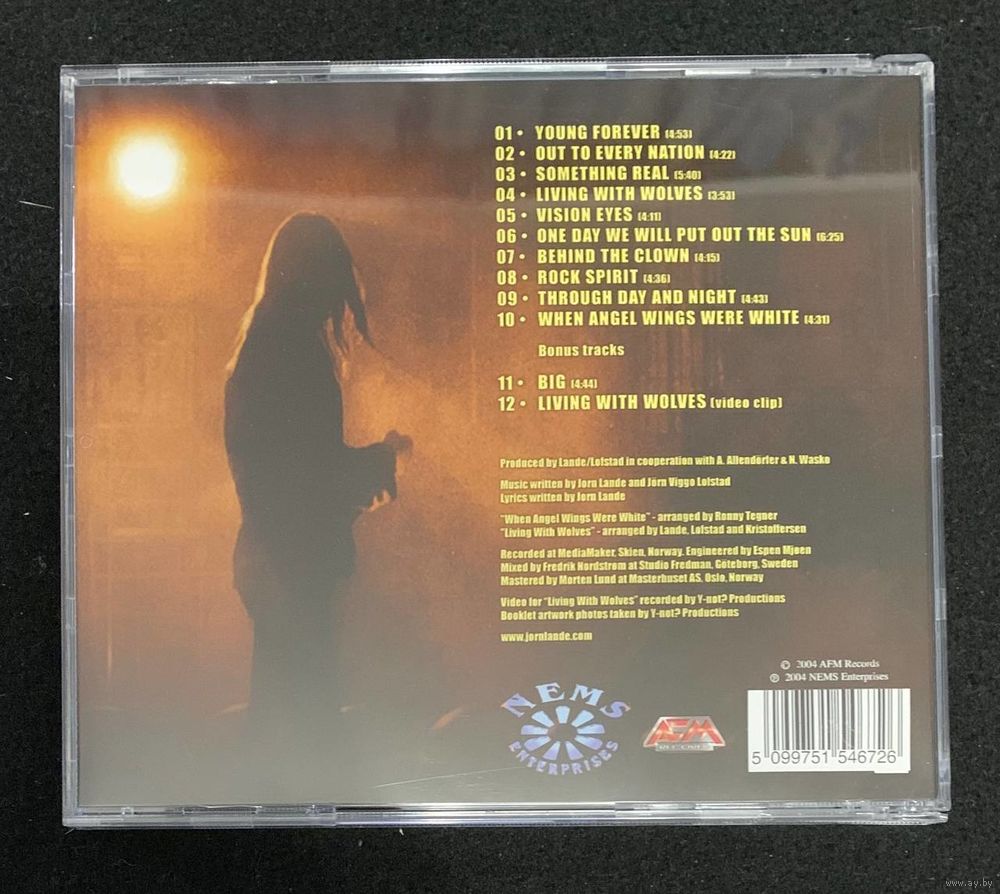 01 • YOUNG FOREVER (4:53)
02 • OUT TO EVERY NATION (4:22)
03 • SOMETHING REAL (5:40)
04 • LIVING WITH WOLVES (3:53)
05 • VISION EYES (4:11)
06 • ONE DAY WE WILL PUT OUT THE SUN (6:25)
07 • BEHIND THE CLOWN (4:15)
08 • ROCK SPIRIT (4:36)
09 • THROUGH DAY AND NIGHT (4:43)
10 • WHEN ANGEL WINGS WERE WHITE (4:31)
Bonus tracks
11 • BIG (4:44)
12 • LIVING WITH WOLVES (video clip)
Produced by Lande/Lofstad in cooperation with A. Allendörfer & N. Wasko
Music written by Jorn Lande and Jörn Viggo Lofstad
Lyrics written by Jorn Lande
"When Angel Wings Were White" - arranged by Ronny Tegner
"Living With Wolves" - arranged by Lande, Lofstad and Kristoffersen
Recorded at MediaMaker, Skien, Norway. Engineered by Espen Mjøen
Mixed by Fredrik Nordstrøm at Studio Fredman, Göteborg, Sweden
Mastered by Morten Lund at Masterhuset AS, Oslo, Norway
Video for "Living With Wolves" recorded by Y-not? Productions
Booklet artwork photos taken by Y-not? Productions
www.jornlande.com
© 2004 AFM Records
℗ 2004 NEMS Enterprises
NEMS
ENTERPRISES
AFM
RECORDS
5 099751 546726
www.ay.by